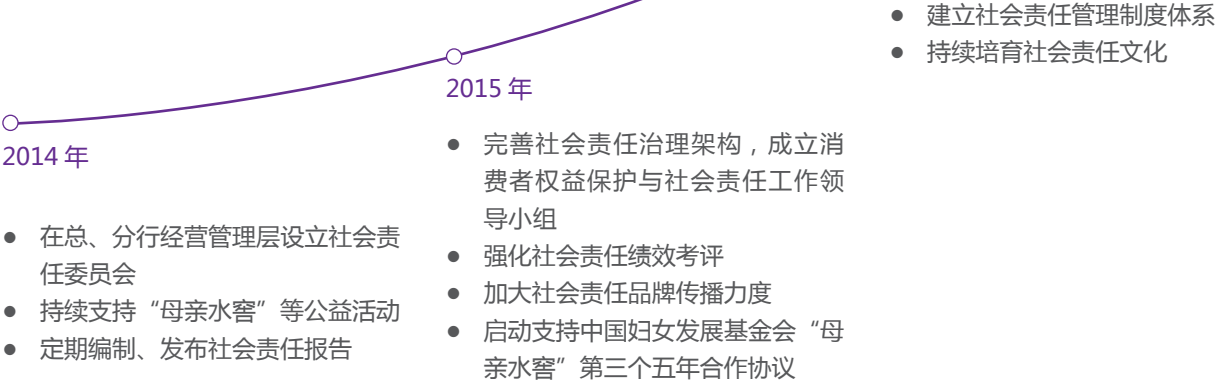 2014 年
● 在总、分行经营管理层设立社会责
任委员会
● 持续支持“母亲水窖”等公益活动
● 定期编制、发布社会责任报告
2015 年
● 完善社会责任治理架构，成立消
费者权益保护与社会责任工作领
导小组
● 强化社会责任绩效考评
● 加大社会责任品牌传播力度
● 启动支持中国妇女发展基金会“母
亲水窖”第三个五年合作协议
● 建立社会责任管理制度体系
● 持续培育社会责任文化